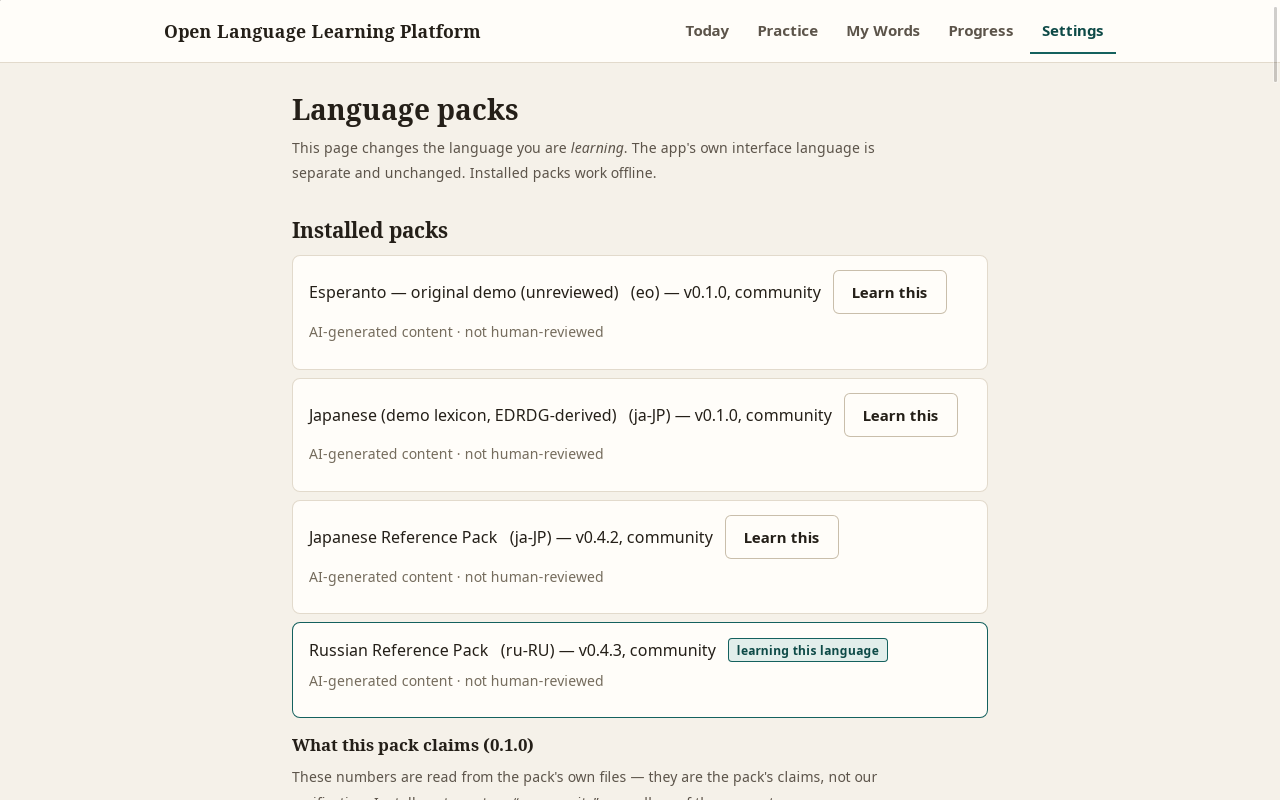 Open Language Learning Platform
Today
Practice
My Words
Progress
Settings
Language packs
This page changes the language you are learning. The app's own interface language is
separate and unchanged. Installed packs work offline.
Installed packs
Esperanto — original demo (unreviewed) (eo) — v0.1.0, community
Learn this
AI-generated content · not human-reviewed
Japanese (demo lexicon, EDRDG-derived) (ja-JP) — v0.1.0, community
Learn this
AI-generated content · not human-reviewed
Japanese Reference Pack (ja-JP) — v0.4.2, community
Learn this
AI-generated content · not human-reviewed
Russian Reference Pack (ru-RU) — v0.4.3, community
learning this language
AI-generated content · not human-reviewed
What this pack claims (0.1.0)
These numbers are read from the pack's own files — they are the pack's claims, not our